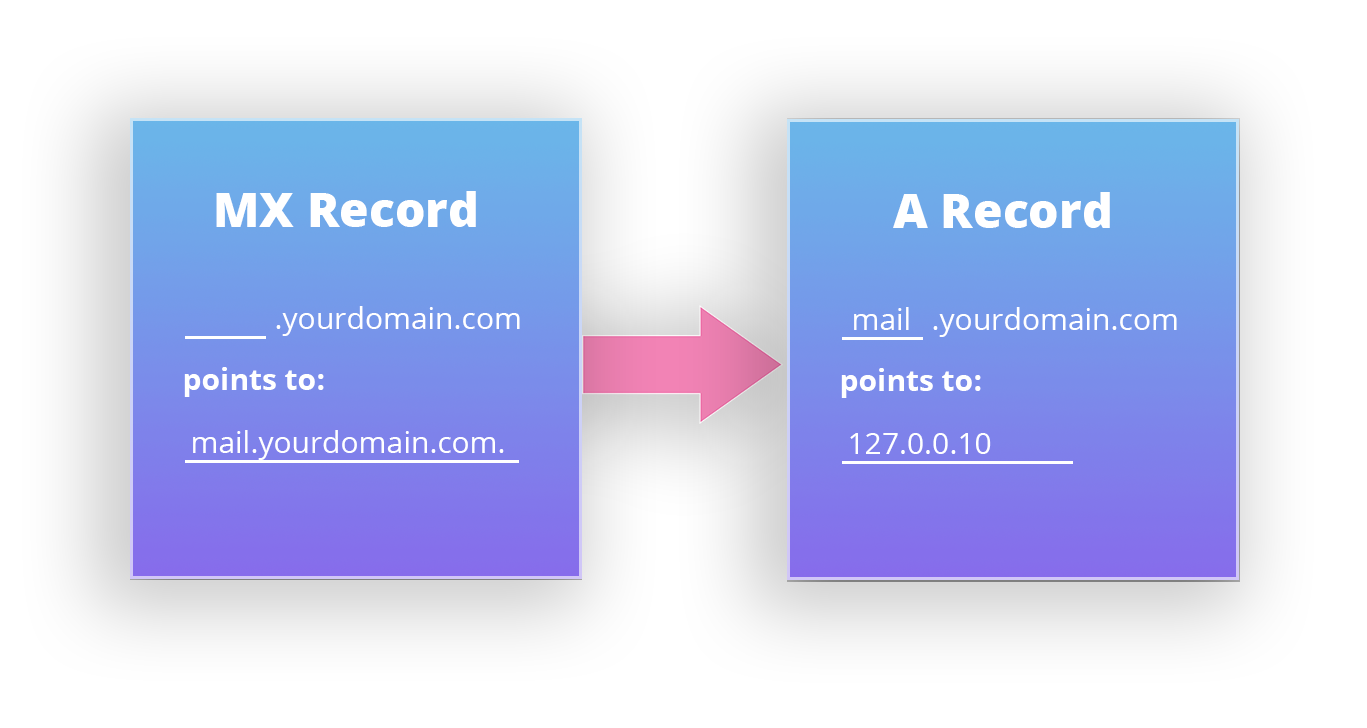 MX Record
.yourdomain.com
points to:
mail.yourdomain.com.
A Record
mail .yourdomain.com
points to:
127.0.0.10